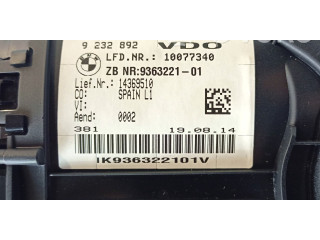 9 232 892 VDO
LFD.NR.: 10077340
ZB NR:9363221-01
Lief.Nr.: 14369510
CO: SPAIN L1
VI:
Aend: 0002
381 19.08.14
IK936322101V